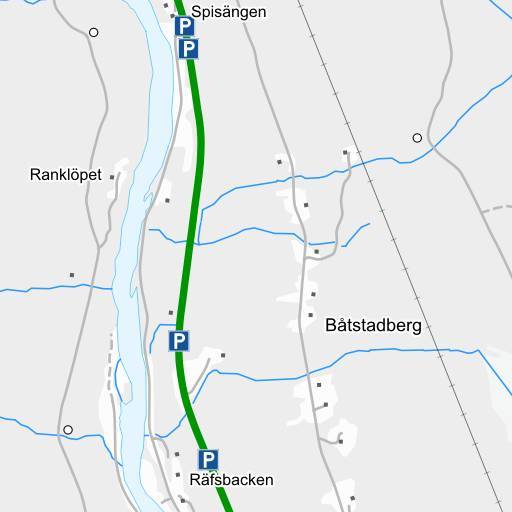 Spisängen
P
P
Ranklöpet
Båtstadberg
P
P
Räfsbacken